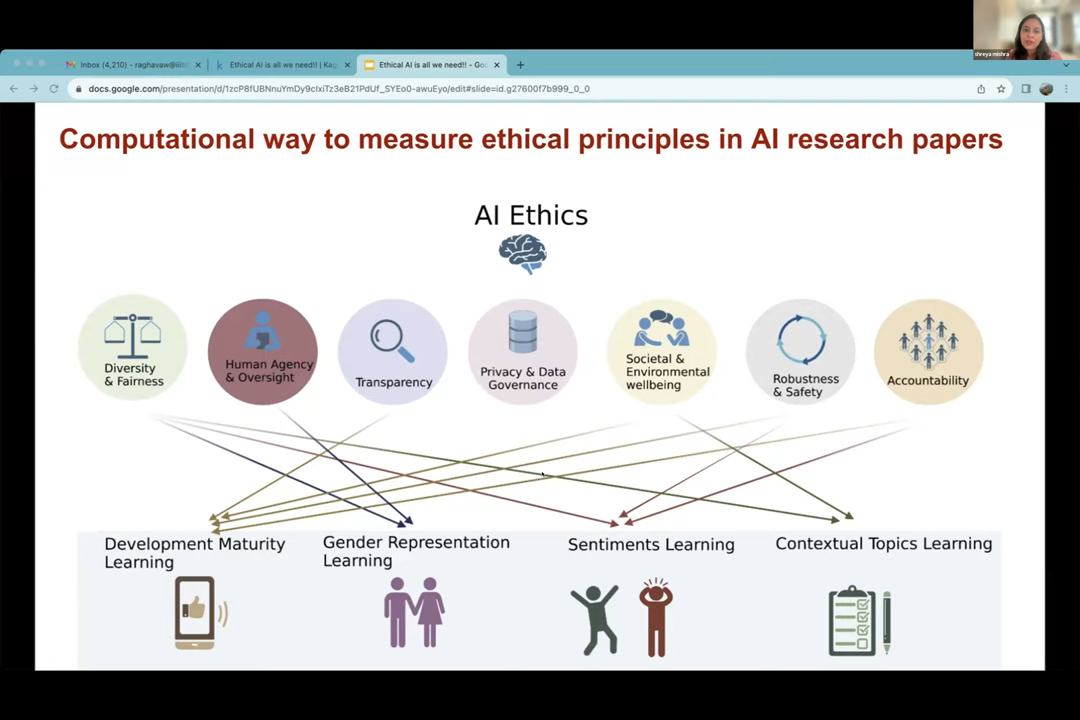 shreya mishra
Inbox (4,210) - raghavaw@iiit
Ethical AI is all we need!! | Kag
Ethical AI is all we need!! - Goo
docs.google.com/presentation/d/1zcP8fUBNnuYmDy9cIxiTz3eB21PdUf_SYEo0-awuEyo/edit#slide=id.g27600f7b999_0_0
Computational way to measure ethical principles in AI research papers
AI Ethics
Diversity
& Fairness
Human Agency
& Oversight
Transparency
Privacy & Data
Governance
Societal &
Environmental
wellbeing
Robustness
& Safety
Accountability
Development Maturity
Learning
Gender Representation
Learning
Sentiments Learning
Contextual Topics Learning